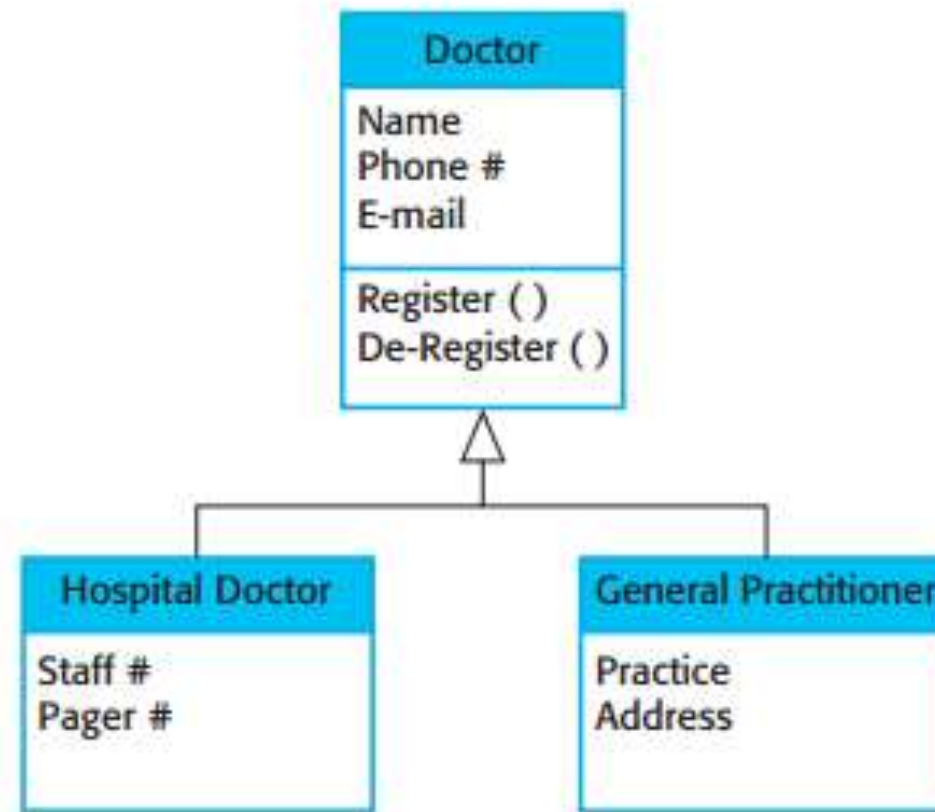 Doctor
Name
Phone #
E-mail
Register ( )
De-Register ( )
Hospital Doctor
Staff #
Pager #
General Practitioner
Practice
Address